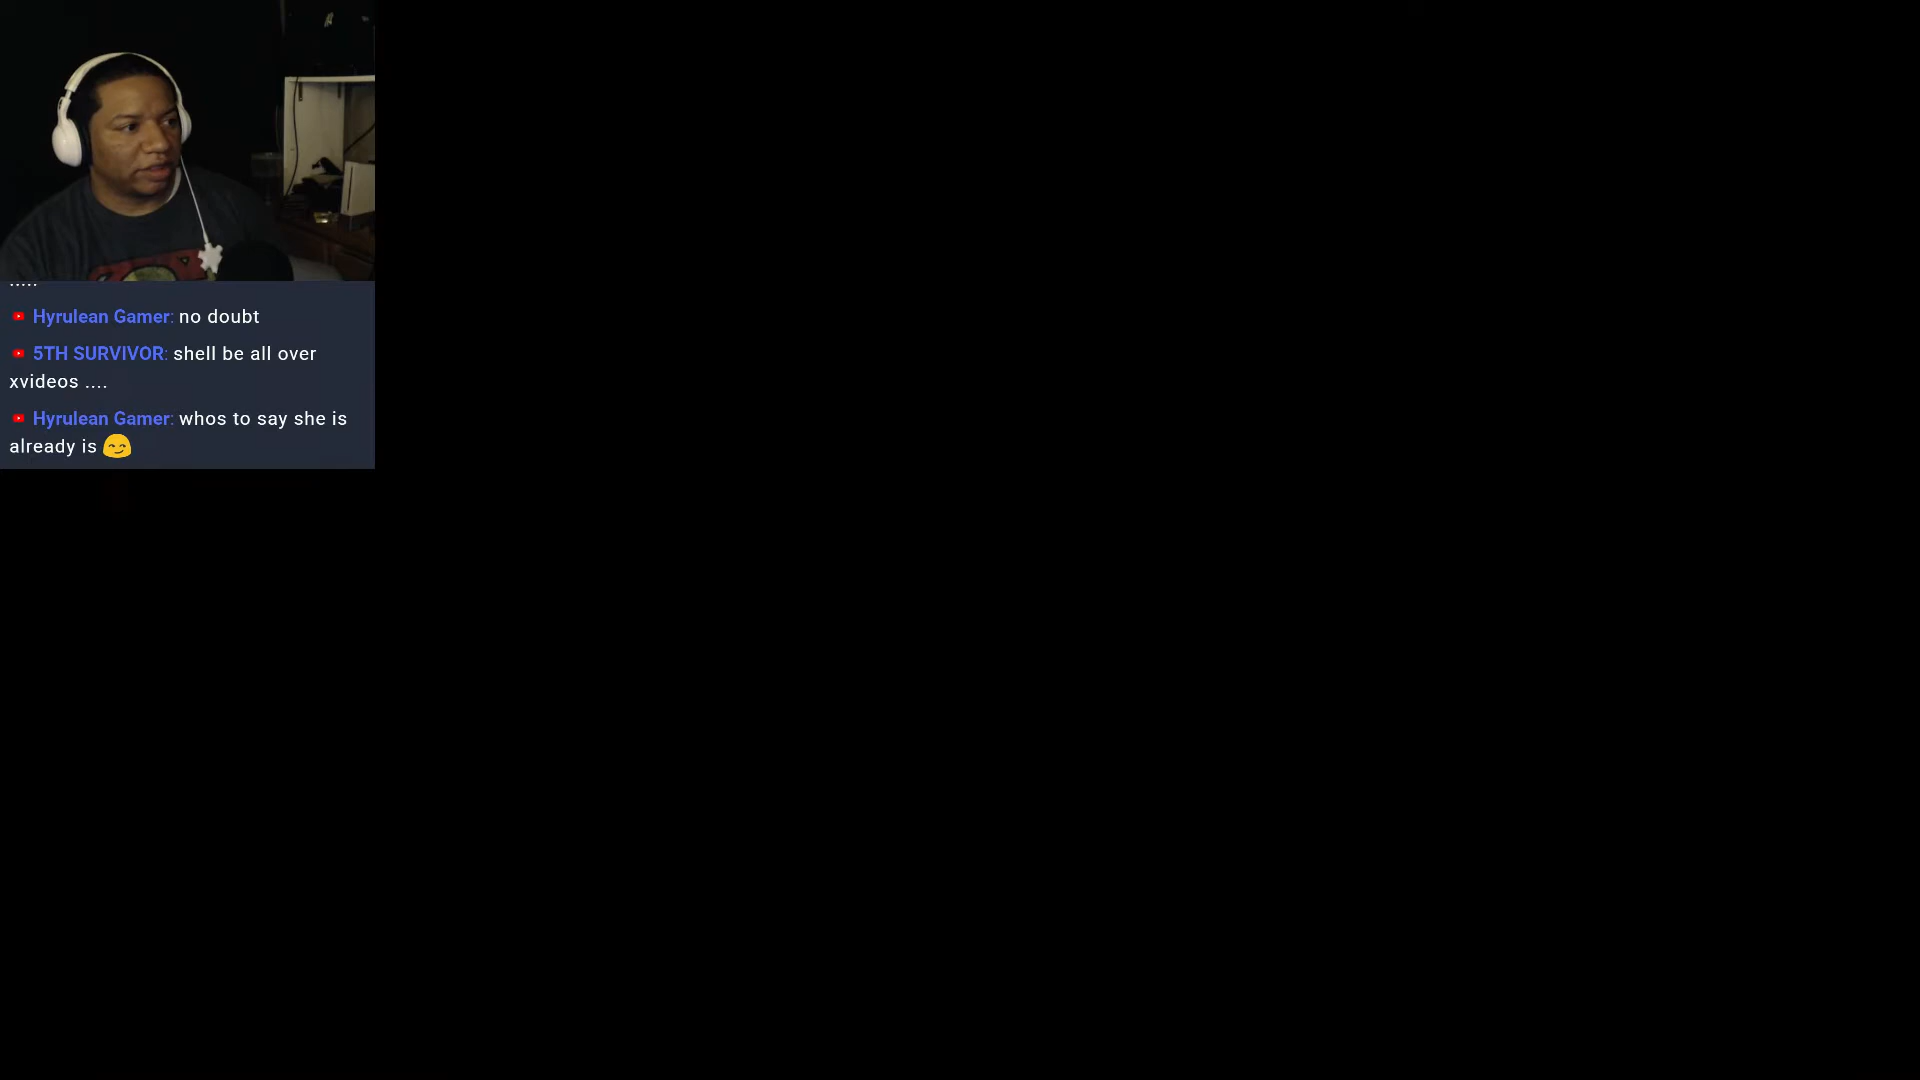 .....
Hyrulean Gamer: no doubt
5TH SURVIVOR: shell be all over
xvideos ....
Hyrulean Gamer: whos to say she is
already is 😏